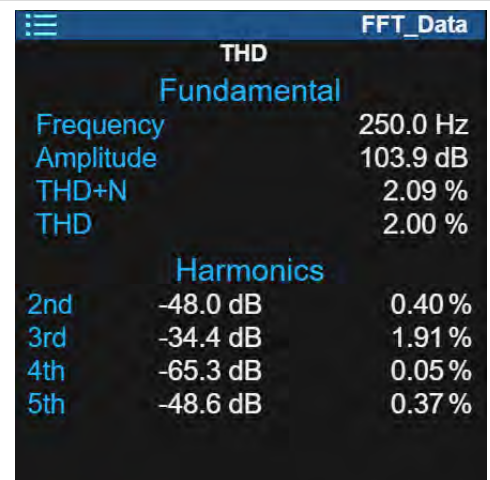 FFT_Data
THD
Fundamental
Frequency 250.0 Hz
Amplitude 103.9 dB
THD+N 2.09 %
THD 2.00 %
Harmonics
2nd -48.0 dB 0.40 %
3rd -34.4 dB 1.91 %
4th -65.3 dB 0.05 %
5th -48.6 dB 0.37 %